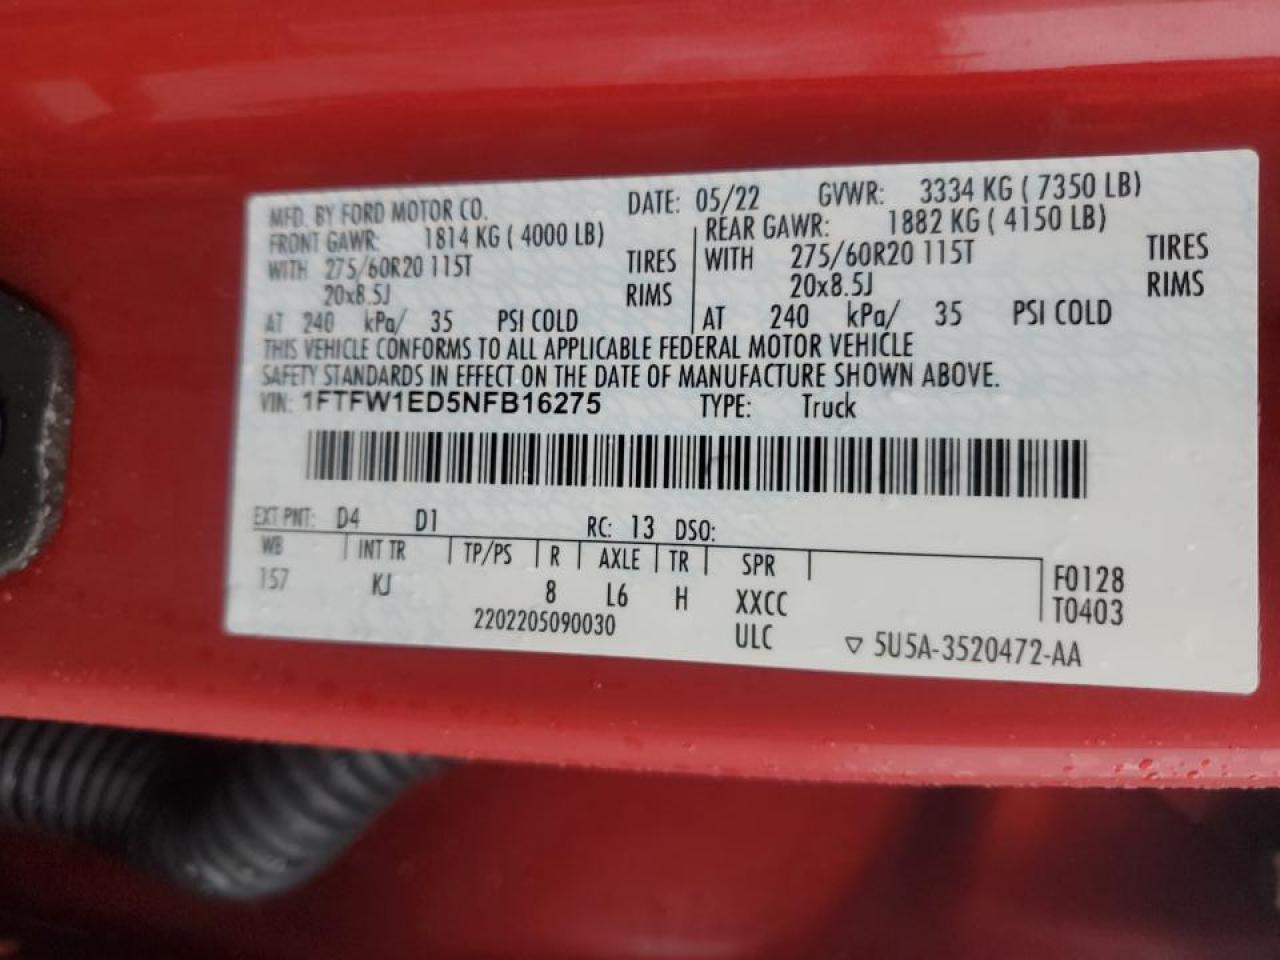 MFD. BY FORD MOTOR CO. DATE: 05/22 GVWR: 3334 KG ( 7350 LB)
FRONT GAWR: 1814 KG ( 4000 LB) REAR GAWR: 1882 KG ( 4150 LB)
WITH 275/60R20 115T TIRES WITH 275/60R20 115T TIRES
20x8.5J RIMS 20x8.5J RIMS
AT 240 kPa/ 35 PSI COLD AT 240 kPa/ 35 PSI COLD
THIS VEHICLE CONFORMS TO ALL APPLICABLE FEDERAL MOTOR VEHICLE
SAFETY STANDARDS IN EFFECT ON THE DATE OF MANUFACTURE SHOWN ABOVE.
VIN: 1FTFW1ED5NFB16275 TYPE: Truck
EXT PNT: D4 D1 RC: 13 DSO:
WB INT TR TP/PS R AXLE TR SPR
157 KJ 8 L6 H XXCC F0128
T0403
2202205090030 ULC ▽ 5U5A-3520472-AA